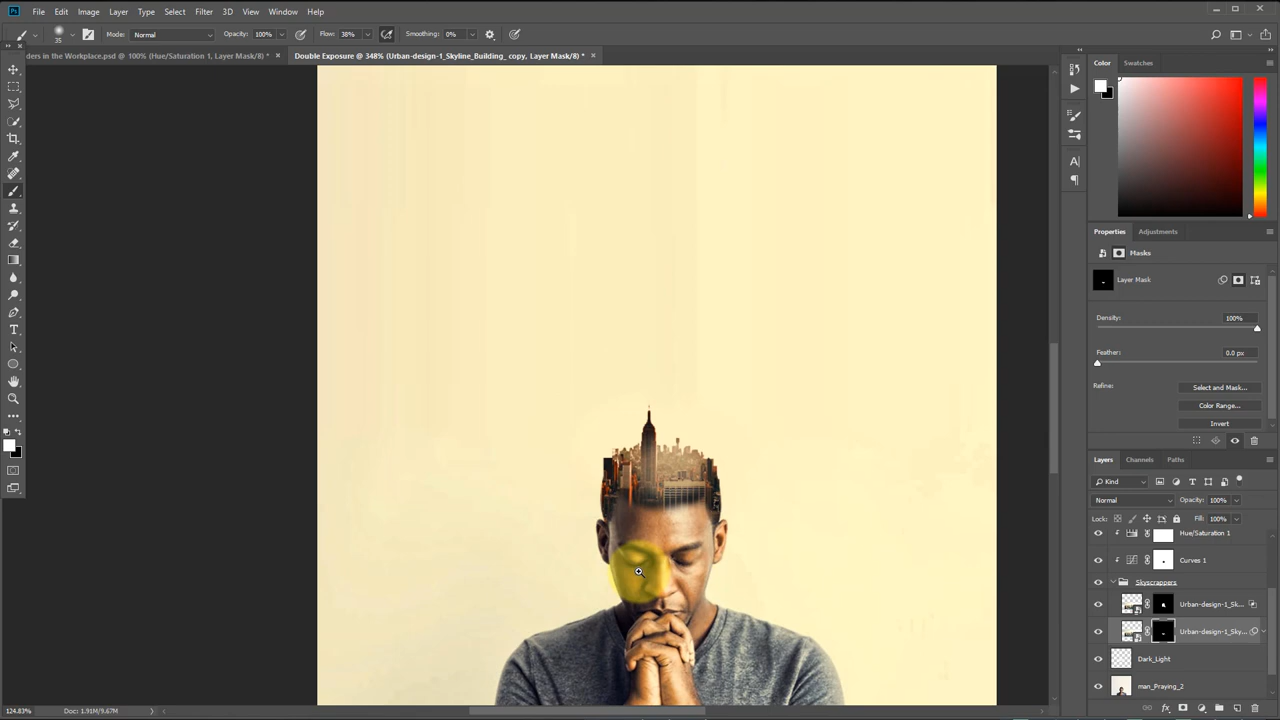 Ps File Edit Image Layer Type Select Filter 3D View Window Help
35 Mode: Normal Opacity: 100% Flow: 38% Smoothing: 0%
ders in the Workplace.psd @ 100% (Hue/Saturation 1, Layer Mask/8) * × Double Exposure @ 348% (Urban-design-1_Skyline_Building_ copy, Layer Mask/8) * ×
Color Swatches
Properties Adjustments
Masks
Layer Mask
Density: 100%
Feather: 0.0 px
Refine: Select and Mask...
Color Range...
Invert
Layers Channels Paths
Kind
Normal Opacity: 100%
Lock: Fill: 100%
Hue/Saturation 1
Curves 1
Skyscrappers
Urban-design-1_Sk...
Urban-design-1_Sky...
Dark_Light
man_Praying_2
124.83% Doc: 1.91M/9.67M